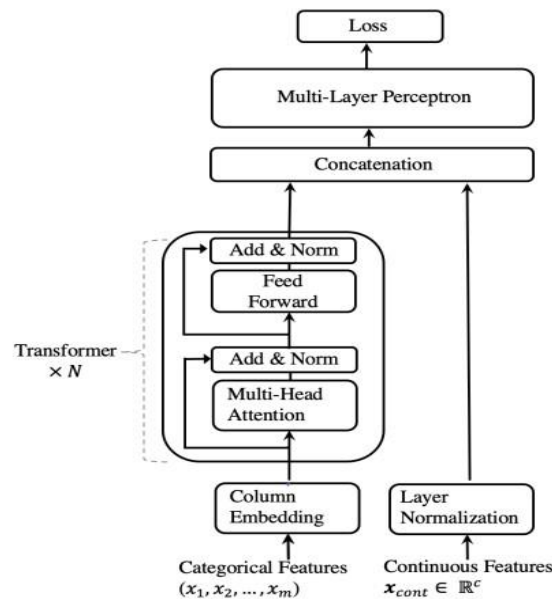 Loss
Multi-Layer Perceptron
Concatenation
Add & Norm
Feed
Forward
Add & Norm
Multi-Head
Attention
Transformer
× N
Column
Embedding
Layer
Normalization
Categorical Features
(x₁, x₂, ..., xₘ)
Continuous Features
𝒙_cont ∈ ℝᶜ